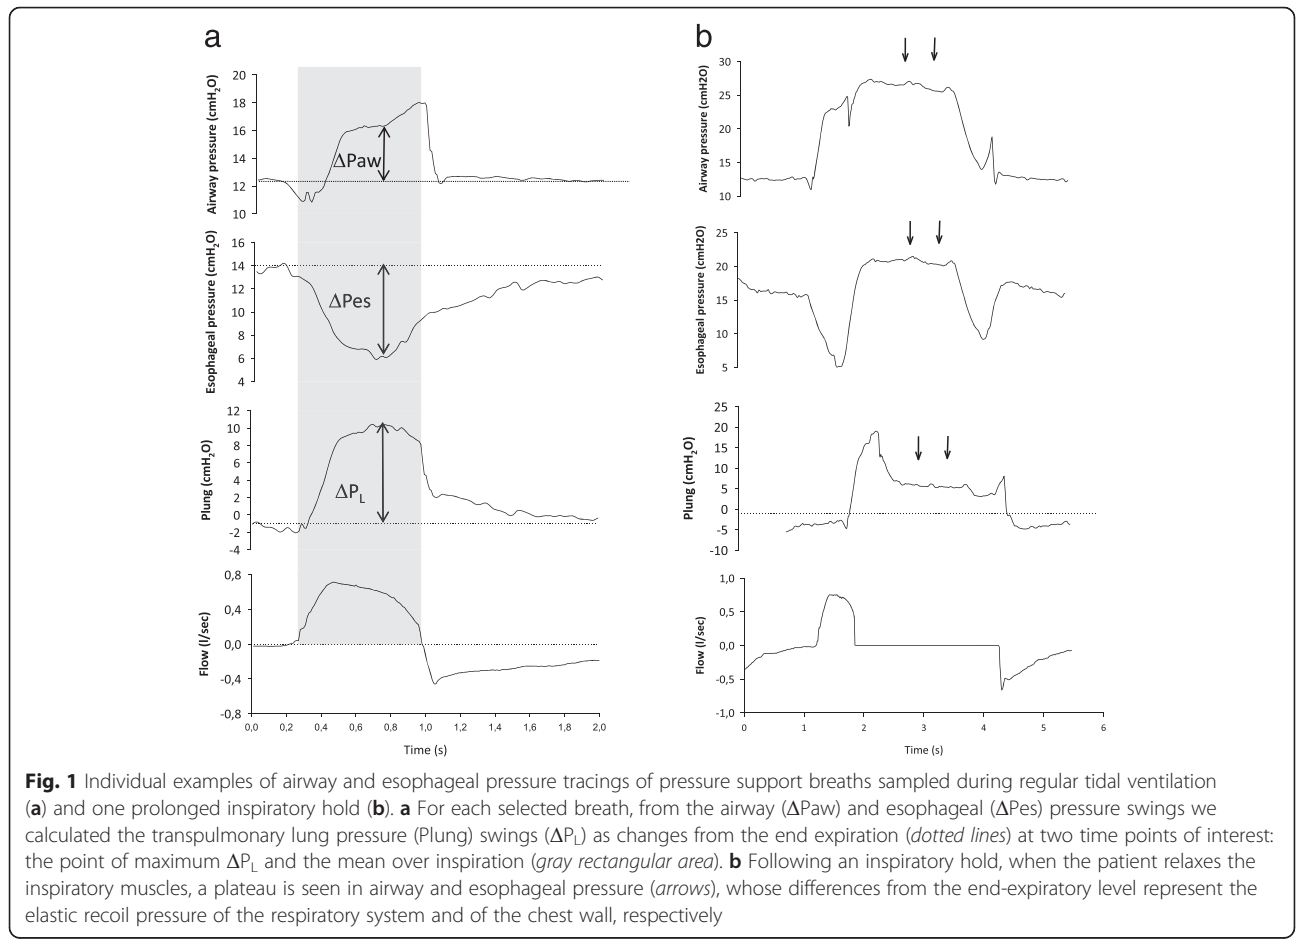 a
Airway pressure (cmH2O)
20
18
16
14
12
10
ΔPaw
Esophageal pressure (cmH2O)
16
14
12
10
8
6
4
ΔPes
Plung (cmH2O)
12
10
8
6
4
2
0
-2
-4
ΔPL
Flow (l/sec)
0,8
0,4
0,0
-0,4
-0,8
0,0 0,2 0,4 0,6 0,8 1,0 1,2 1,4 1,6 1,8 2,0
Time (s)
b
Airway pressure (cmH2O)
30
25
20
15
10
Esophageal pressure (cmH2O)
25
20
15
10
5
Plung (cmH2O)
25
20
15
10
5
0
-5
-10
Flow (l/sec)
1,0
0,5
0,0
-0,5
-1,0
0 1 2 3 4 5 6
Time (s)
Fig. 1 Individual examples of airway and esophageal pressure tracings of pressure support breaths sampled during regular tidal ventilation
(a) and one prolonged inspiratory hold (b). a For each selected breath, from the airway (ΔPaw) and esophageal (ΔPes) pressure swings we
calculated the transpulmonary lung pressure (Plung) swings (ΔPL) as changes from the end expiration (dotted lines) at two time points of interest:
the point of maximum ΔPL and the mean over inspiration (gray rectangular area). b Following an inspiratory hold, when the patient relaxes the
inspiratory muscles, a plateau is seen in airway and esophageal pressure (arrows), whose differences from the end-expiratory level represent the
elastic recoil pressure of the respiratory system and of the chest wall, respectively